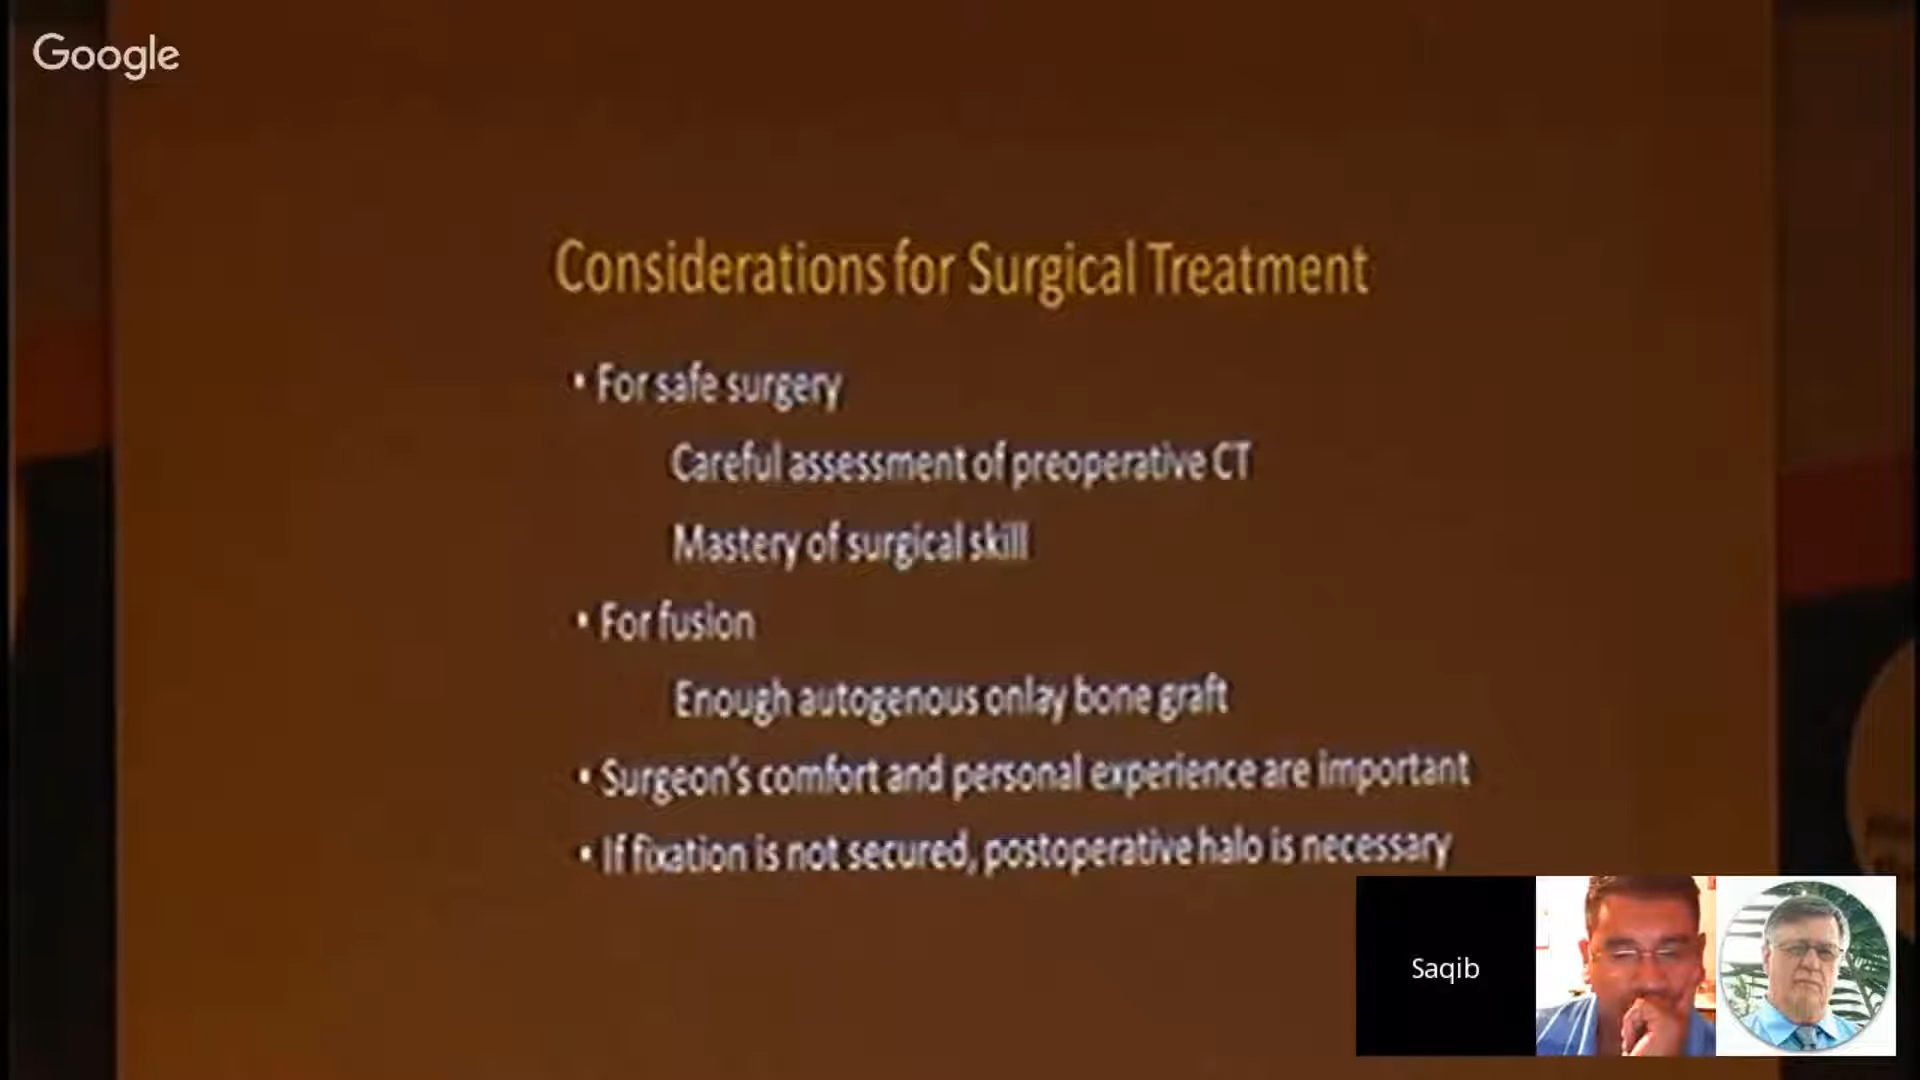 Google
Considerations for Surgical Treatment
• For safe surgery
Careful assessment of preoperative CT
Mastery of surgical skill
• For fusion
Enough autogenous onlay bone graft
• Surgeon's comfort and personal experience are important
• If fixation is not secured, postoperative halo is necessary
Saqib